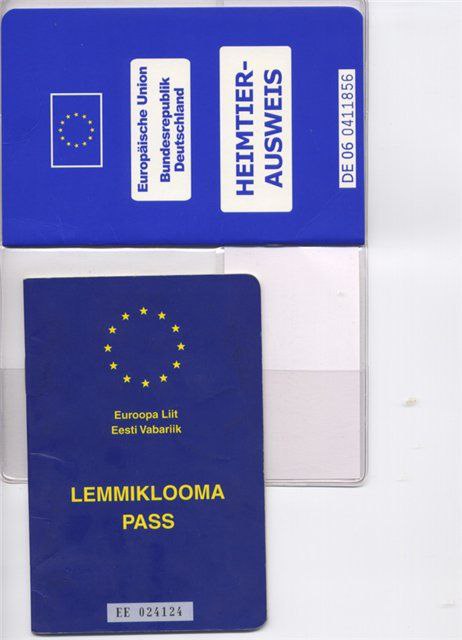 Europäische Union
Bundesrepublik
Deutschland
HEIMTIER-
AUSWEIS
DE 06 0411856
Euroopa Liit
Eesti Vabariik
LEMMIKLOOMA
PASS
EE 024124